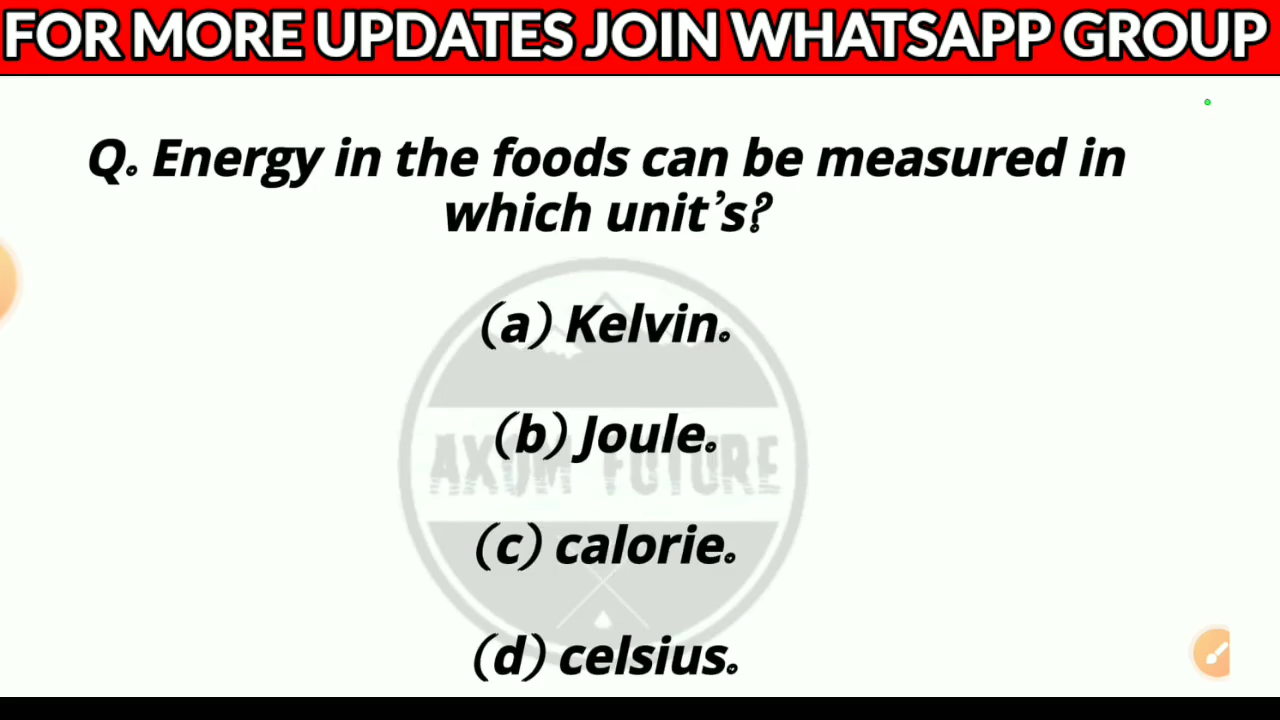 FOR MORE UPDATES JOIN WHATSAPP GROUP
Q. Energy in the foods can be measured in
which unit's?
(a) Kelvin.
(b) Joule.
AXOM FUTURE
(c) calorie.
(d) celsius.